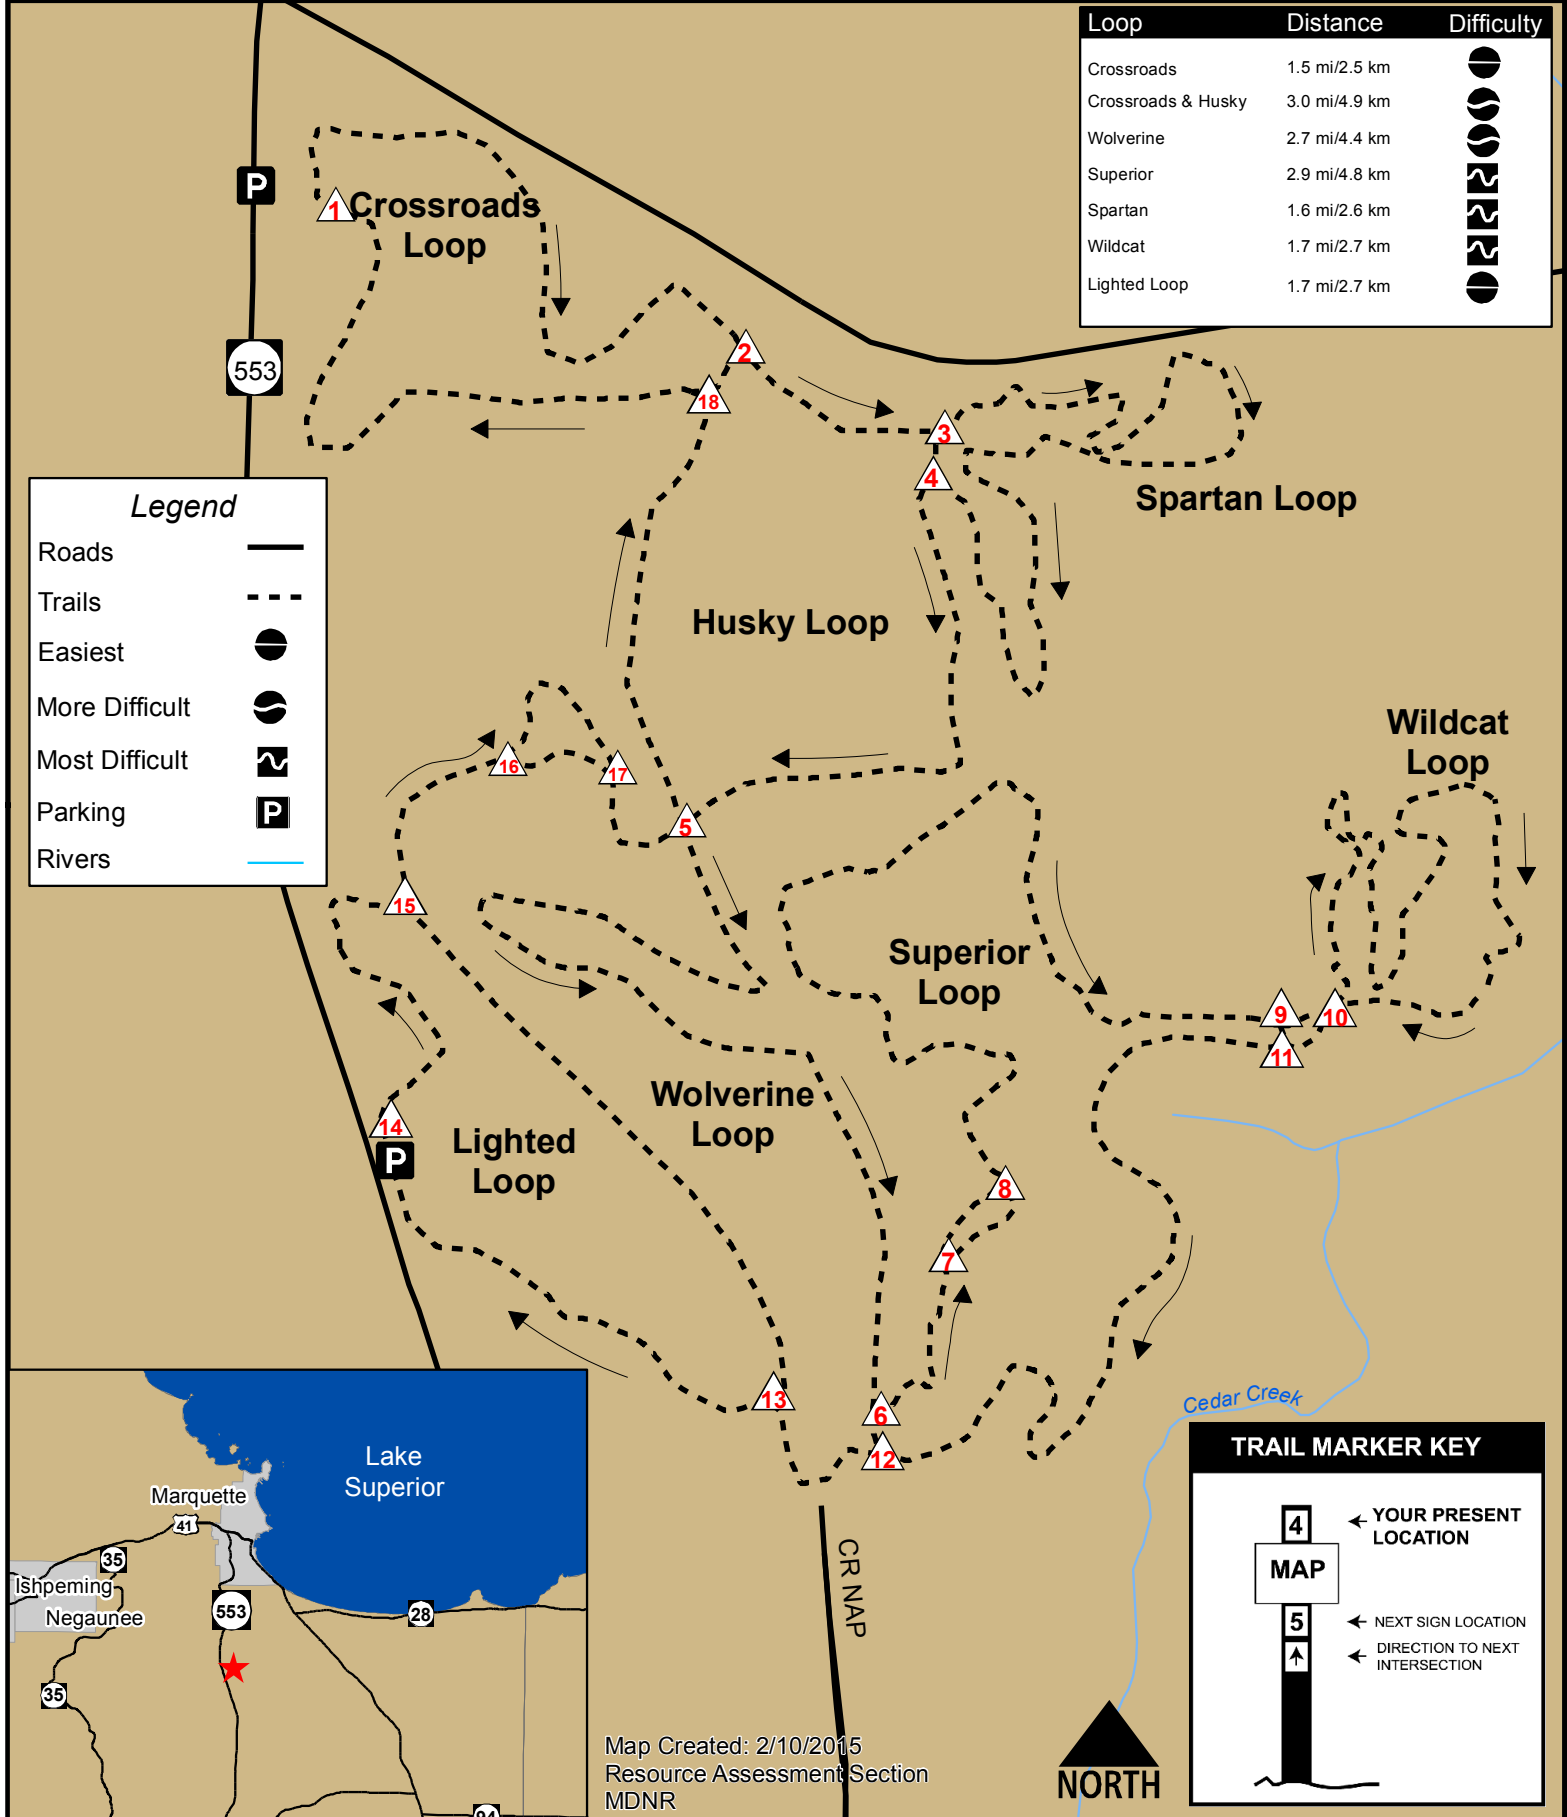 Loop Distance Difficulty
Crossroads 1.5 mi/2.5 km
Crossroads & Husky 3.0 mi/4.9 km
Wolverine 2.7 mi/4.4 km
Superior 2.9 mi/4.8 km
Spartan 1.6 mi/2.6 km
Wildcat 1.7 mi/2.7 km
Lighted Loop 1.7 mi/2.7 km
P
1
Crossroads
Loop
553
2
18
3
4
Spartan Loop
Legend
Roads
Trails
Easiest
More Difficult
Most Difficult
Parking P
Rivers
Husky Loop
Wildcat
Loop
16
17
5
15
Superior
Loop
9
10
11
Wolverine
Loop
14
P
Lighted
Loop
8
7
13
6
12
Cedar Creek
CR NAP
Lake
Superior
Marquette
41
35
Ishpeming
Negaunee
553
28
35
94
Map Created: 2/10/2015
Resource Assessment Section
MDNR
NORTH
TRAIL MARKER KEY
4
YOUR PRESENT
LOCATION
MAP
5
NEXT SIGN LOCATION
DIRECTION TO NEXT
INTERSECTION